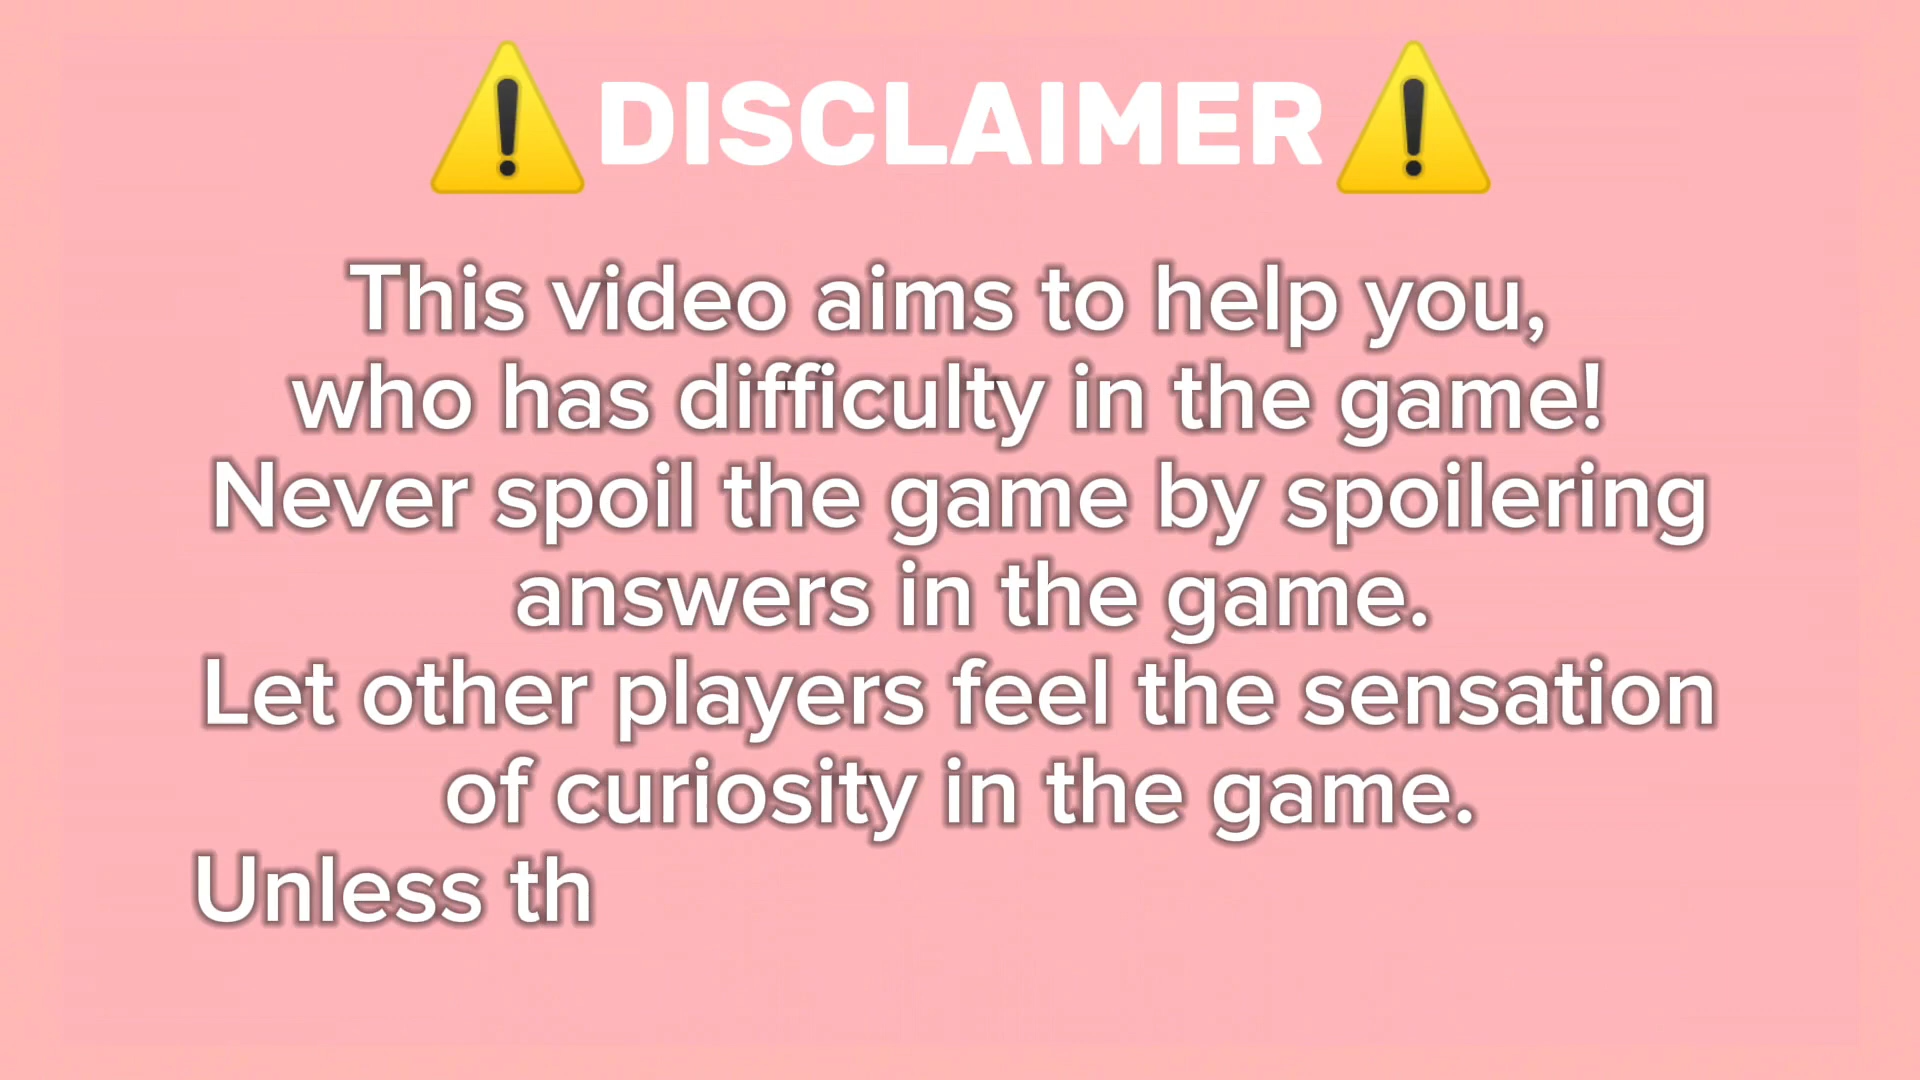 ⚠️DISCLAIMER⚠️
This video aims to help you,
who has difficulty in the game!
Never spoil the game by spoilering
answers in the game.
Let other players feel the sensation
of curiosity in the game.
Unless th